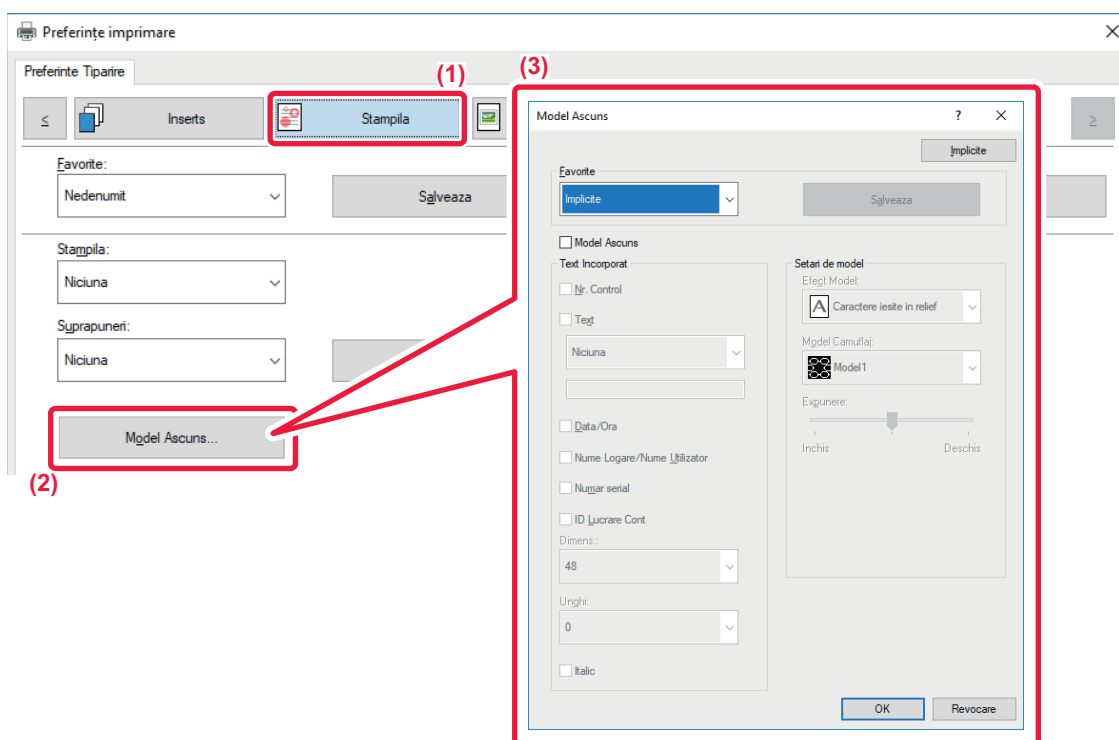 Preferințe imprimare
Preferinte Tiparire
(1)
(3)
<
Inserts
Stampila
>
Favorite:
Nedenumit
Salveaza
Stampila:
Niciuna
Suprapuneri:
Niciuna
Model Ascuns...
(2)
Model Ascuns
?
Implicite
Favorite
Implicite
Salveaza
Model Ascuns
Text Incorporat
Nr. Control
Text
Niciuna
Data/Ora
Nume Logare/Nume Utilizator
Numar serial
ID Lucrare Cont
Dimens.:
48
Unghi:
0
Italic
Setari de model
Efect Model:
A Caractere iesite in relief
Model Camuflaj:
Model1
Expunere:
Inchis Deschis
OK Revocare